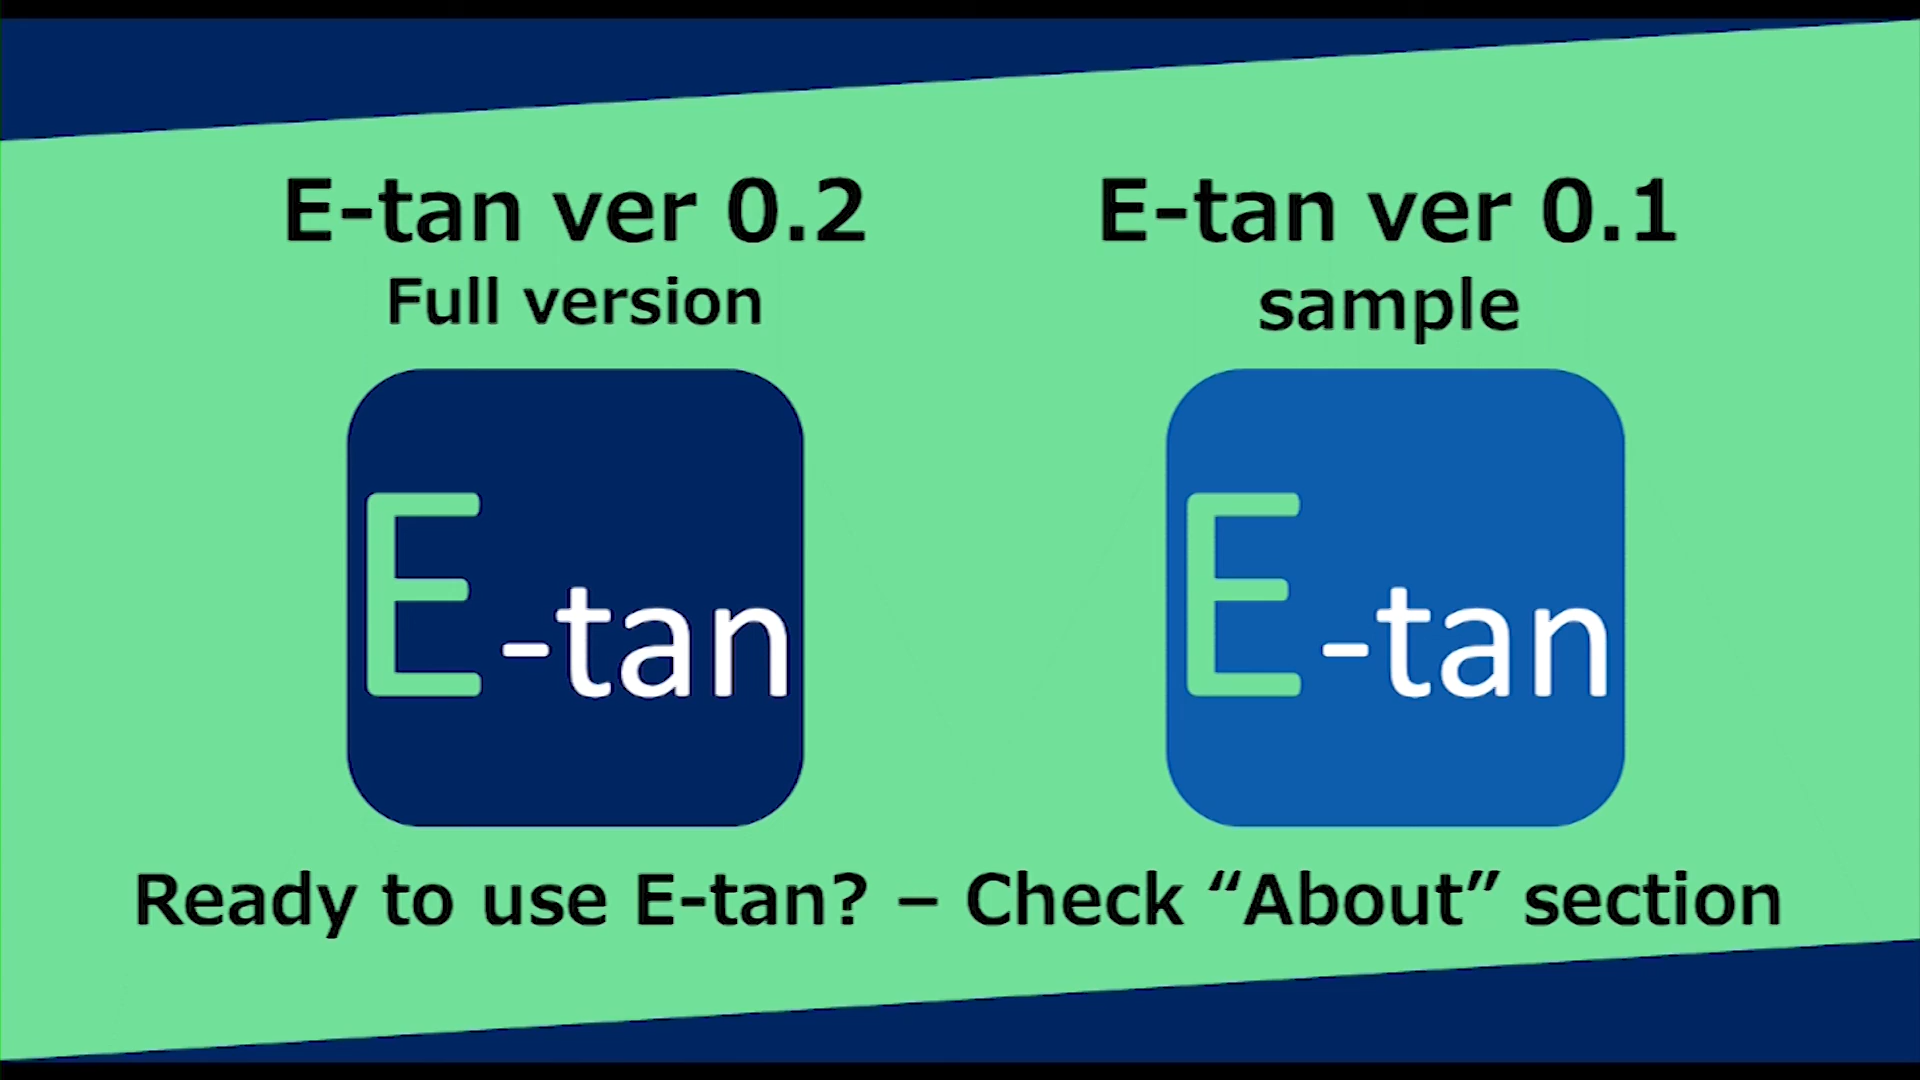 E-tan ver 0.2
Full version
E-tan
E-tan ver 0.1
sample
E-tan
Ready to use E-tan? – Check “About” section